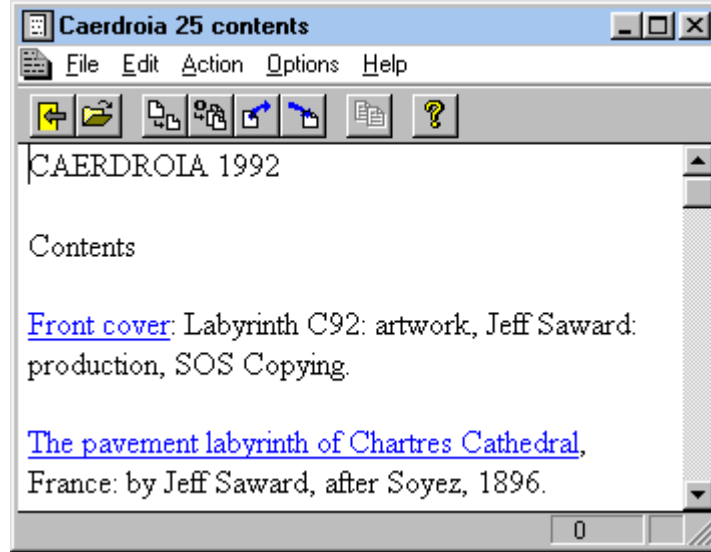 Caerdroia 25 contents
File Edit Action Options Help
CAERDROIA 1992
Contents
Front cover: Labyrinth C92: artwork, Jeff Saward:
production, SOS Copying.
The pavement labyrinth of Chartres Cathedral,
France: by Jeff Saward, after Soyez, 1896.
0